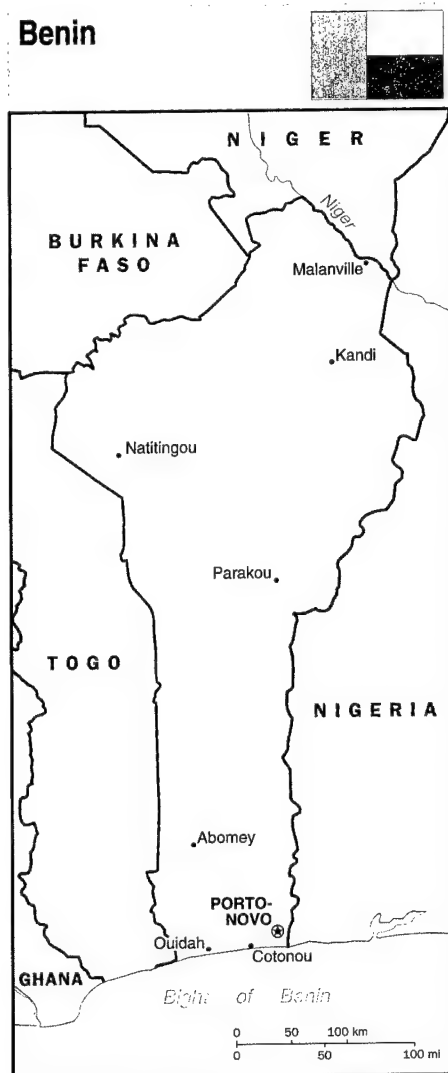 Benin
NIGER
Niger
BURKINA
FASO
Malanville
Kandi
Natitingou
Parakou
TOGO
NIGERIA
Abomey
PORTO-
NOVO
Ouidah
Cotonou
GHANA
Bight of Benin
0 50 100 km
0 50 100 mi